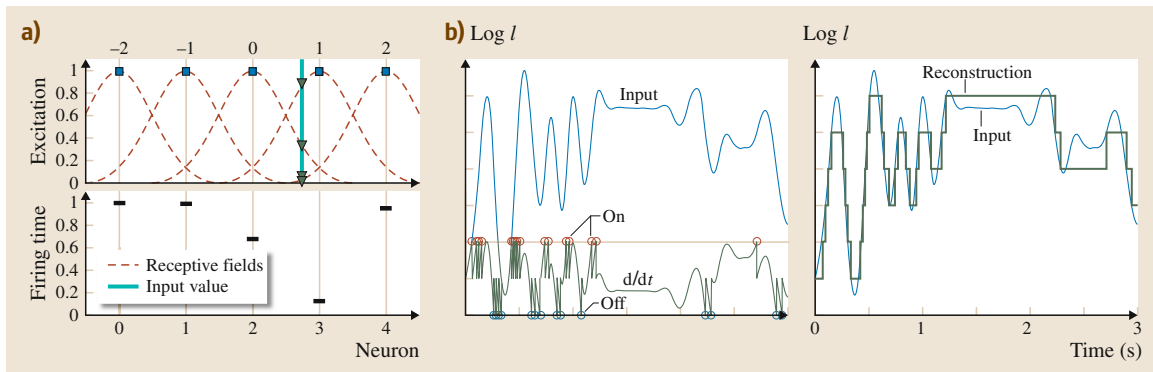 a)
–2 –1 0 1 2
Excitation
1
0.8
0.6
0.4
0.2
0
Firing time
1
0.8
0.6
0.4
0.2
0
Receptive fields
Input value
0 1 2 3 4
Neuron
b) Log l
Input
On
d/dt
Off
Log l
Reconstruction
Input
0 1 2 3
Time (s)